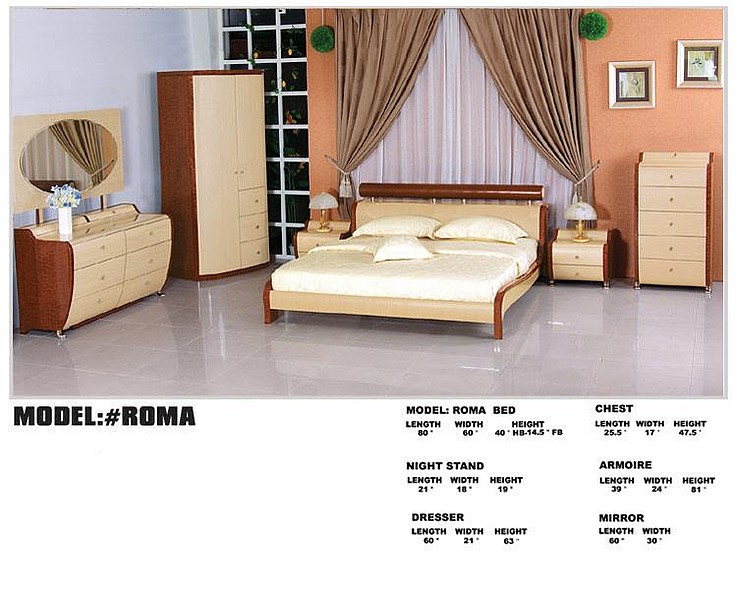 MODEL:#ROMA
MODEL: ROMA BED
LENGTH WIDTH HEIGHT
80" 60" 40" HB-14.5" FB
CHEST
LENGTH WIDTH HEIGHT
25.5" 17" 47.5"
NIGHT STAND
LENGTH WIDTH HEIGHT
21" 18" 19"
ARMOIRE
LENGTH WIDTH HEIGHT
39" 24" 81"
DRESSER
LENGTH WIDTH HEIGHT
60" 21" 63"
MIRROR
LENGTH WIDTH
60" 30"